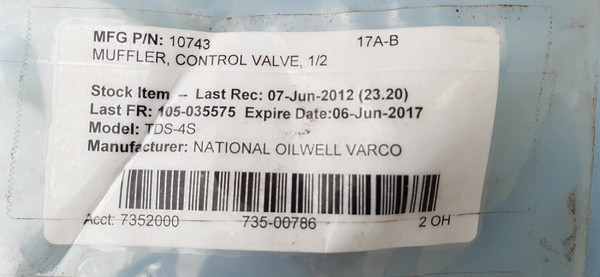 MFG P/N: 10743 17A-B
MUFFLER, CONTROL VALVE, 1/2
Stock Item -- Last Rec: 07-Jun-2012 (23.20)
Last FR: 105-035575 Expire Date:06-Jun-2017
Model: TDS-4S
Manufacturer: NATIONAL OILWELL VARCO
Acct: 7352000 735-00786 2 OH